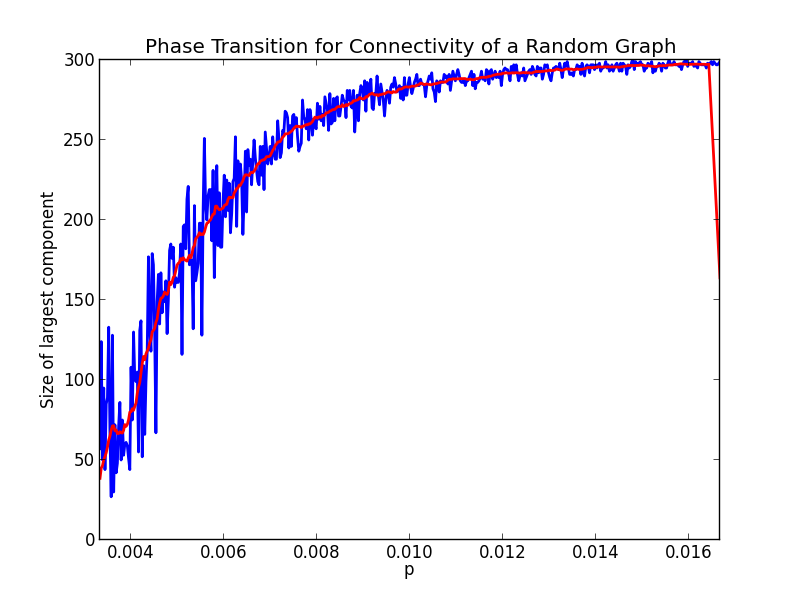 Phase Transition for Connectivity of a Random Graph
300
250
200
150
100
50
0
Size of largest component
0.004 0.006 0.008 0.010 0.012 0.014 0.016
p